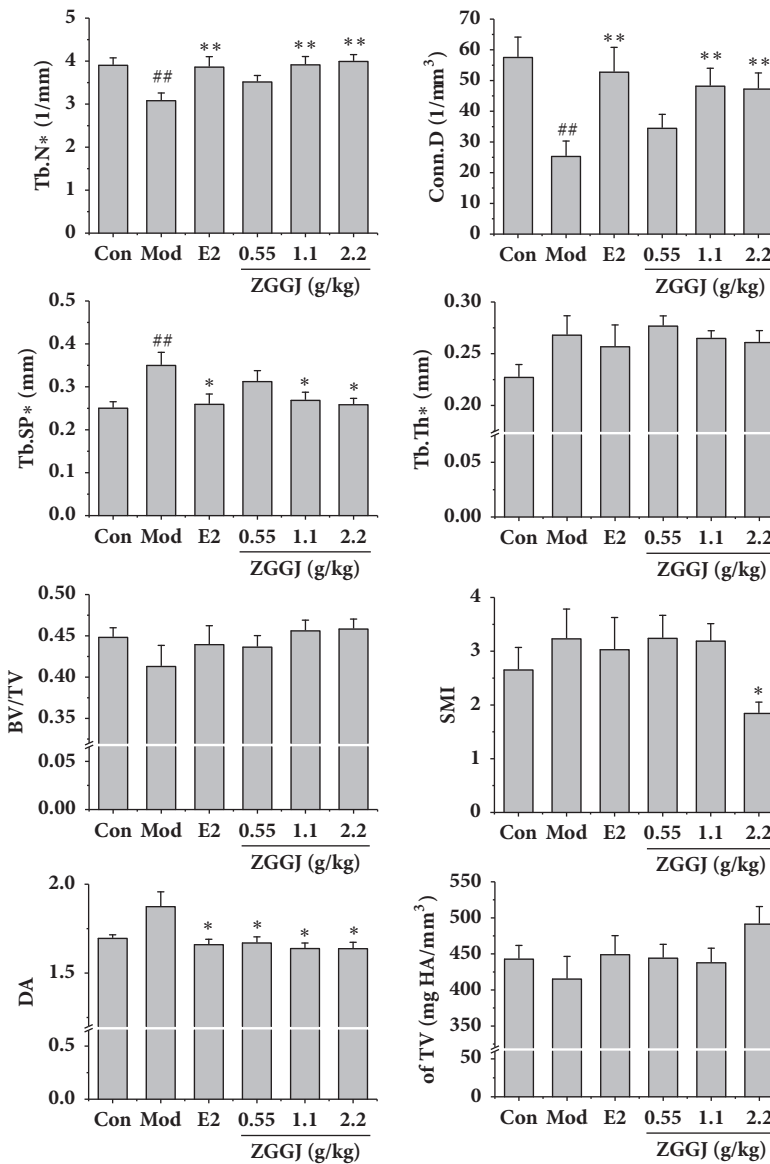 Tb.N* (1/mm)
5
4
3
2
1
0
##
**
**
**
Con Mod E2 0.55 1.1 2.2
ZGGJ (g/kg)
Conn.D (1/mm³)
70
60
50
40
30
20
10
0
##
**
**
**
Con Mod E2 0.55 1.1 2.2
ZGGJ (g/kg)
Tb.SP* (mm)
0.5
0.4
0.3
0.2
0.1
0.0
##
*
*
*
Con Mod E2 0.55 1.1 2.2
ZGGJ (g/kg)
Tb.Th* (mm)
0.30
0.25
0.20
0.05
0.00
Con Mod E2 0.55 1.1 2.2
ZGGJ (g/kg)
BV/TV
0.50
0.45
0.40
0.35
0.05
0.00
Con Mod E2 0.55 1.1 2.2
ZGGJ (g/kg)
SMI
4
3
2
1
0
*
Con Mod E2 0.55 1.1 2.2
ZGGJ (g/kg)
DA
2.0
1.5
0.5
0.0
*
*
*
*
Con Mod E2 0.55 1.1 2.2
ZGGJ (g/kg)
of TV (mg HA/mm³)
550
500
450
400
350
50
0
Con Mod E2 0.55 1.1 2.2
ZGGJ (g/kg)